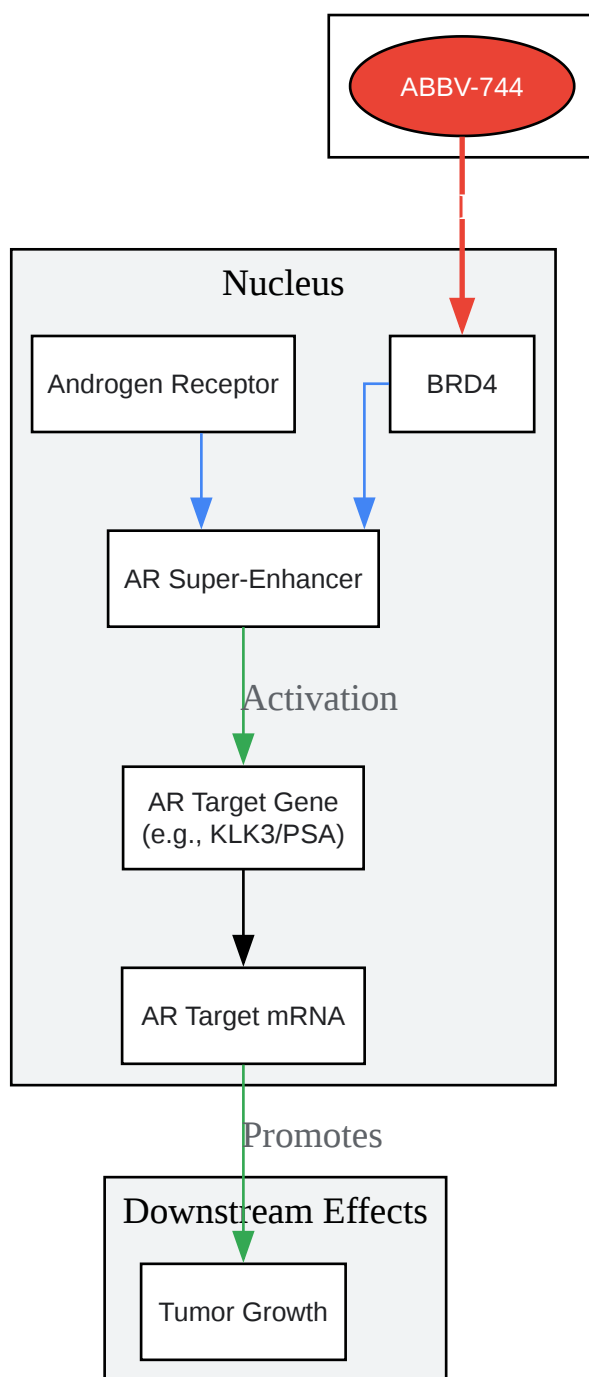 ABBV-744
Nucleus
Androgen Receptor
BRD4
AR Super-Enhancer
Activation
AR Target Gene
(e.g., KLK3/PSA)
AR Target mRNA
Promotes
Downstream Effects
Tumor Growth